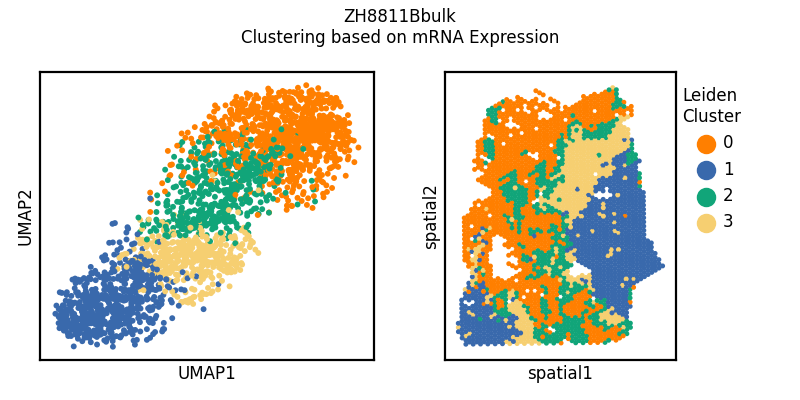 ZH8811Bbulk
Clustering based on mRNA Expression
UMAP2
UMAP1
spatial2
spatial1
Leiden
Cluster
0
1
2
3